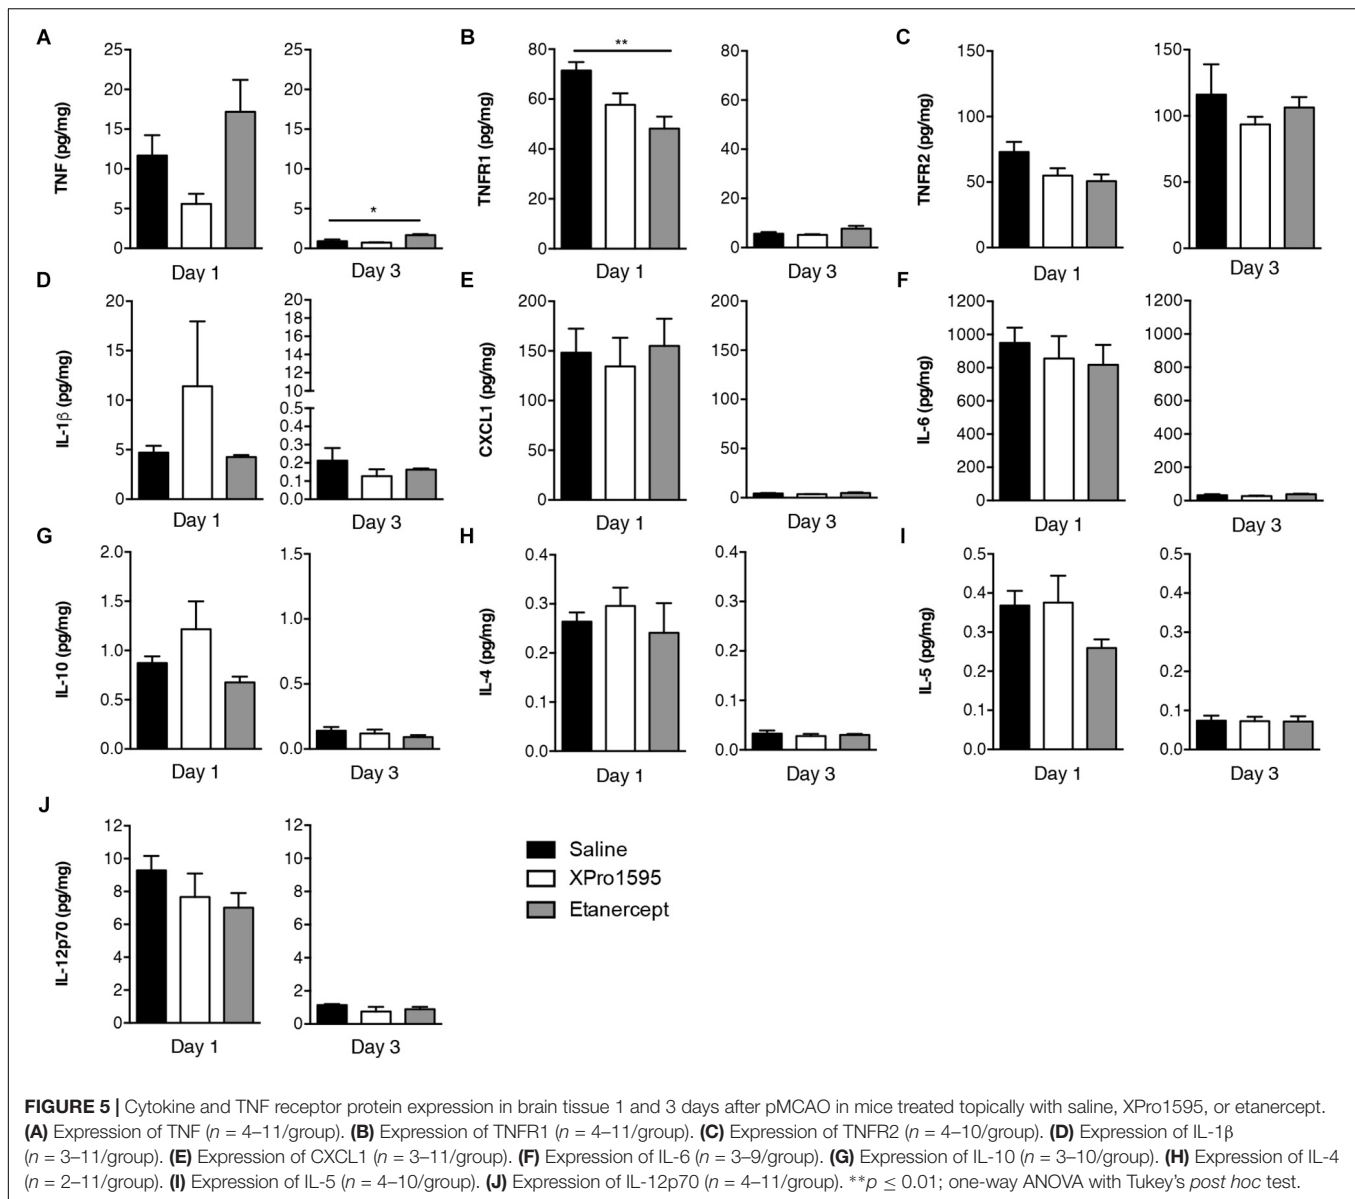 A
TNF (pg/mg)
25
20
15
10
5
0
Day 1
25
20
15
10
5
0
*
Day 3
B
TNFR1 (pg/mg)
80
60
40
20
0
**
Day 1
80
60
40
20
0
Day 3
C
TNFR2 (pg/mg)
150
100
50
0
Day 1
150
100
50
0
Day 3
D
IL-1β (pg/mg)
20
15
10
5
0
Day 1
20
18
16
14
12
10
0.5
0.4
0.3
0.2
0.1
0.0
Day 3
E
CXCL1 (pg/mg)
200
150
100
50
0
Day 1
200
150
100
50
0
Day 3
F
IL-6 (pg/mg)
1200
1000
800
600
400
200
0
Day 1
1200
1000
800
600
400
200
0
Day 3
G
IL-10 (pg/mg)
2.0
1.5
1.0
0.5
0.0
Day 1
1.5
1.0
0.5
0.0
Day 3
H
IL-4 (pg/mg)
0.4
0.3
0.2
0.1
0.0
Day 1
0.4
0.3
0.2
0.1
0.0
Day 3
I
IL-5 (pg/mg)
0.5
0.4
0.3
0.2
0.1
0.0
Day 1
0.5
0.4
0.3
0.2
0.1
0.0
Day 3
J
IL-12p70 (pg/mg)
12
10
8
6
4
2
0
Day 1
12
10
8
6
4
2
0
Day 3
Saline
XPro1595
Etanercept
FIGURE 5 | Cytokine and TNF receptor protein expression in brain tissue 1 and 3 days after pMCAO in mice treated topically with saline, XPro1595, or etanercept.
(A) Expression of TNF (n = 4–11/group). (B) Expression of TNFR1 (n = 4–11/group). (C) Expression of TNFR2 (n = 4–10/group). (D) Expression of IL-1β
(n = 3–11/group). (E) Expression of CXCL1 (n = 3–11/group). (F) Expression of IL-6 (n = 3–9/group). (G) Expression of IL-10 (n = 3–10/group). (H) Expression of IL-4
(n = 2–11/group). (I) Expression of IL-5 (n = 4–10/group). (J) Expression of IL-12p70 (n = 4–11/group). **p ≤ 0.01; one-way ANOVA with Tukey's post hoc test.